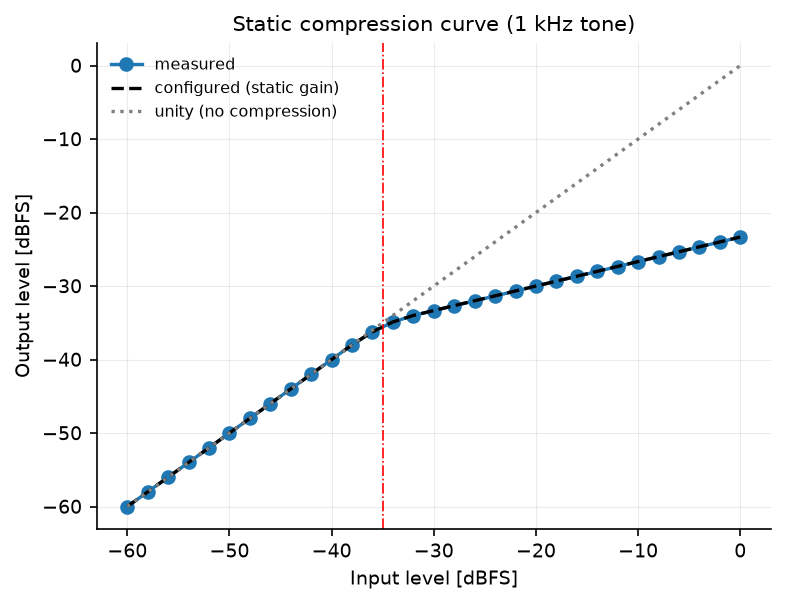 Static compression curve (1 kHz tone)
measured
configured (static gain)
unity (no compression)
Output level [dBFS]
0
−10
−20
−30
−40
−50
−60
−60 −50 −40 −30 −20 −10 0
Input level [dBFS]